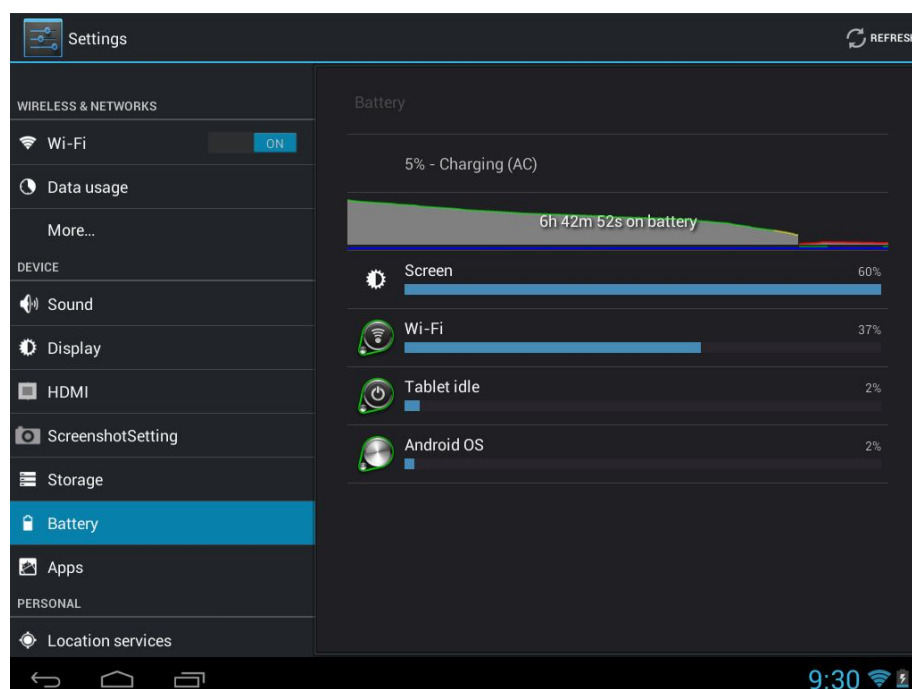 Settings
REFRESH
WIRELESS & NETWORKS
Wi-Fi
ON
Data usage
More...
DEVICE
Sound
Display
HDMI
ScreenshotSetting
Storage
Battery
Apps
PERSONAL
Location services
Battery
5% - Charging (AC)
6h 42m 52s on battery
Screen
60%
Wi-Fi
37%
Tablet idle
2%
Android OS
2%
9:30